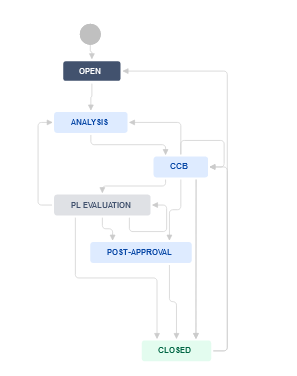 OPEN
ANALYSIS
CCB
PL EVALUATION
POST-APPROVAL
CLOSED